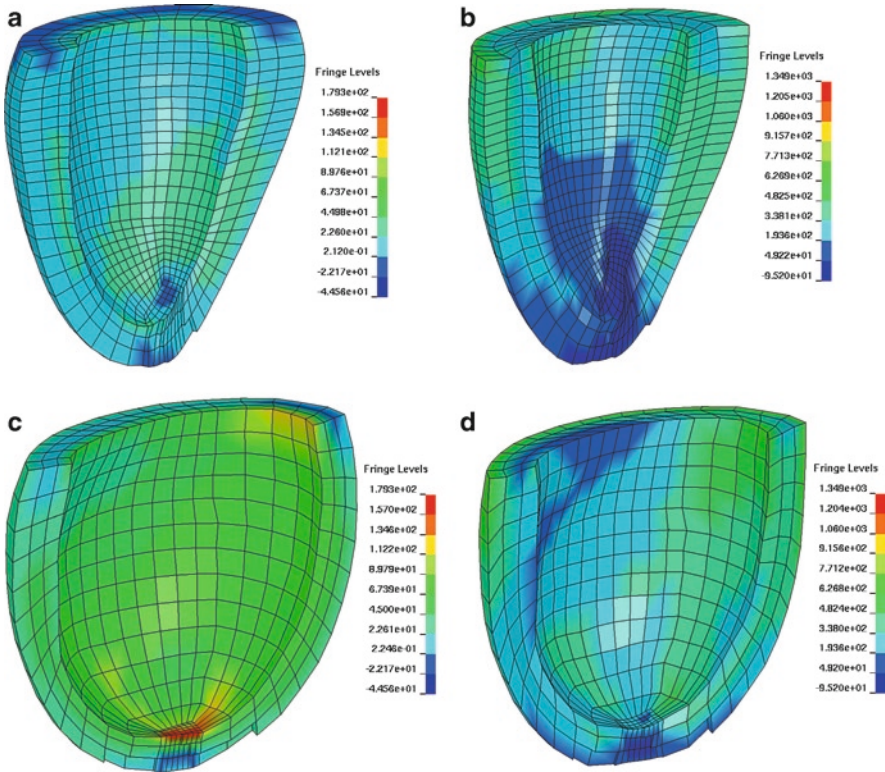 a
Fringe Levels
1.793e+02
1.569e+02
1.345e+02
1.121e+02
8.976e+01
6.737e+01
4.498e+01
2.260e+01
2.120e-01
-2.217e+01
-4.456e+01
b
Fringe Levels
1.349e+03
1.205e+03
1.060e+03
9.157e+02
7.713e+02
6.269e+02
4.825e+02
3.381e+02
1.936e+02
4.922e+01
-9.520e+01
c
Fringe Levels
1.793e+02
1.570e+02
1.346e+02
1.122e+02
8.979e+01
6.739e+01
4.500e+01
2.261e+01
2.246e-01
-2.217e+01
-4.456e+01
d
Fringe Levels
1.349e+03
1.204e+03
1.060e+03
9.156e+02
7.712e+02
6.268e+02
4.824e+02
3.380e+02
1.936e+02
4.920e+01
-9.520e+01